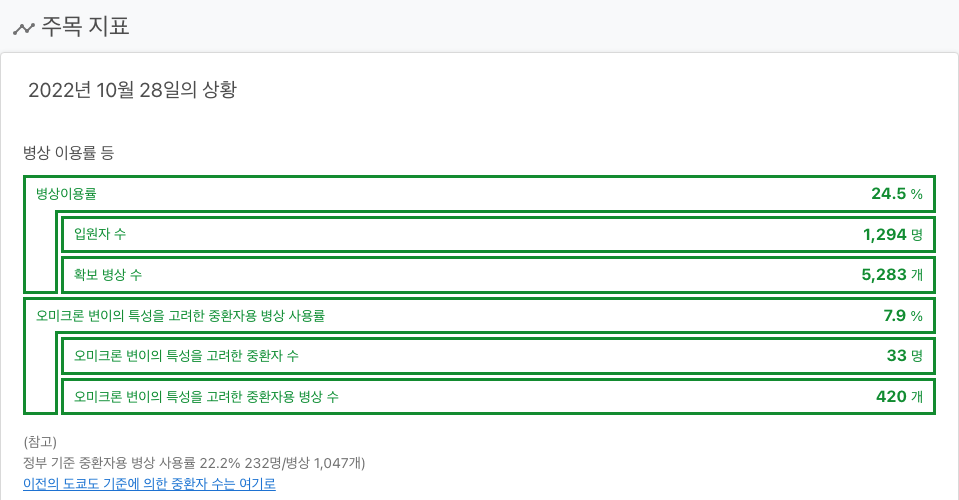 주목 지표
2022년 10월 28일의 상황
병상 이용률 등
병상이용률 24.5 %
입원자 수 1,294 명
확보 병상 수 5,283 개
오미크론 변이의 특성을 고려한 중환자용 병상 사용률 7.9 %
오미크론 변이의 특성을 고려한 중환자 수 33 명
오미크론 변이의 특성을 고려한 중환자용 병상 수 420 개
(참고)
정부 기준 중환자용 병상 사용률 22.2% 232명/병상 1,047개)
이전의 도쿄도 기준에 의한 중환자 수는 여기로